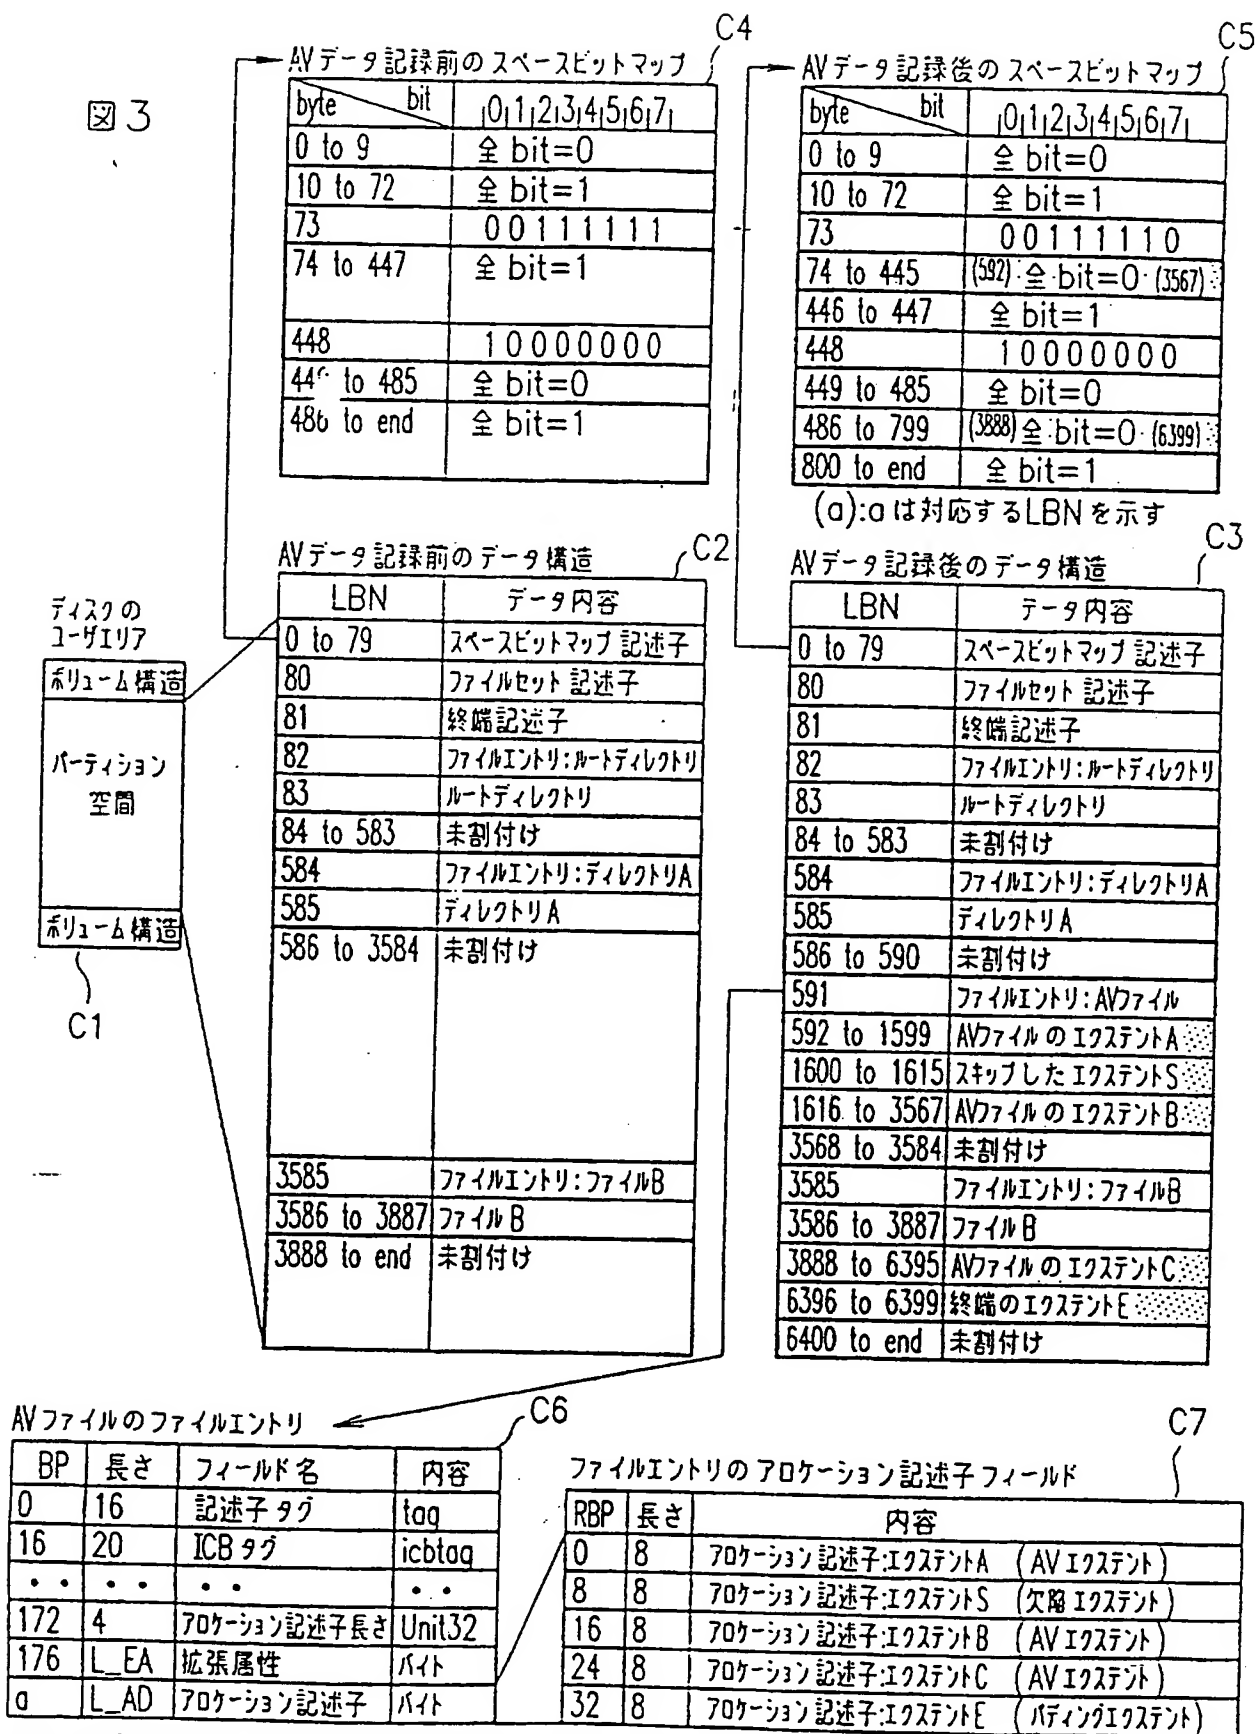 図3
C4
AVデータ記録前のスペースビットマップ
byte bit 0 1 2 3 4 5 6 7
0 to 9 全bit=0
10 to 72 全bit=1
73 00111111
74 to 447 全bit=1
448 10000000
to 485 全bit=0
486 to end 全bit=1
C5
AVデータ記録後のスペースビットマップ
byte bit 0 1 2 3 4 5 6 7
0 to 9 全bit=0
10 to 72 全bit=1
73 00111110
74 to 445 (592) 全bit=0 (3567)
446 to 447 全bit=1
448 10000000
449 to 485 全bit=0
486 to 799 (3888) 全bit=0 (6399)
800 to end 全bit=1
(a):aは対応するLBNを示す
ディスクの
ユーザエリア
ボリューム構造
パーティション
空間
ボリューム構造
C1
AVデータ記録前のデータ構造
C2
LBN データ内容
0 to 79 スペースビットマップ記述子
80 ファイルセット記述子
81 終端記述子
82 ファイルエントリ:ルートディレクトリ
83 ルートディレクトリ
84 to 583 未割付け
584 ファイルエントリ:ディレクトリA
585 ディレクトリA
586 to 3584 未割付け
3585 ファイルエントリ:ファイルB
3586 to 3887 ファイルB
3888 to end 未割付け
C3
AVデータ記録後のデータ構造
LBN データ内容
0 to 79 スペースビットマップ記述子
80 ファイルセット記述子
81 終端記述子
82 ファイルエントリ:ルートディレクトリ
83 ルートディレクトリ
84 to 583 未割付け
584 ファイルエントリ:ディレクトリA
585 ディレクトリA
586 to 590 未割付け
591 ファイルエントリ:AVファイル
592 to 1599 AVファイルのエクステントA
1600 to 1615 スキップしたエクステントS
1616 to 3567 AVファイルのエクステントB
3568 to 3584 未割付け
3585 ファイルエントリ:ファイルB
3586 to 3887 ファイルB
3888 to 6395 AVファイルのエクステントC
6396 to 6399 終端のエクステントE
6400 to end 未割付け
AVファイルのファイルエントリ
C6
BP 長さ フィールド名 内容
0 16 記述子タグ tag
16 20 ICBタグ icbtag
・・ ・・ ・・ ・・
172 4 アロケーション記述子長さ Unit32
176 L_EA 拡張属性 バイト
a L_AD アロケーション記述子 バイト
C7
ファイルエントリのアロケーション記述子フィールド
RBP 長さ 内容
0 8 アロケーション記述子:エクステントA (AVエクステント)
8 8 アロケーション記述子:エクステントS (欠陥エクステント)
16 8 アロケーション記述子:エクステントB (AVエクステント)
24 8 アロケーション記述子:エクステントC (AVエクステント)
32 8 アロケーション記述子:エクステントE (パディングエクステント)